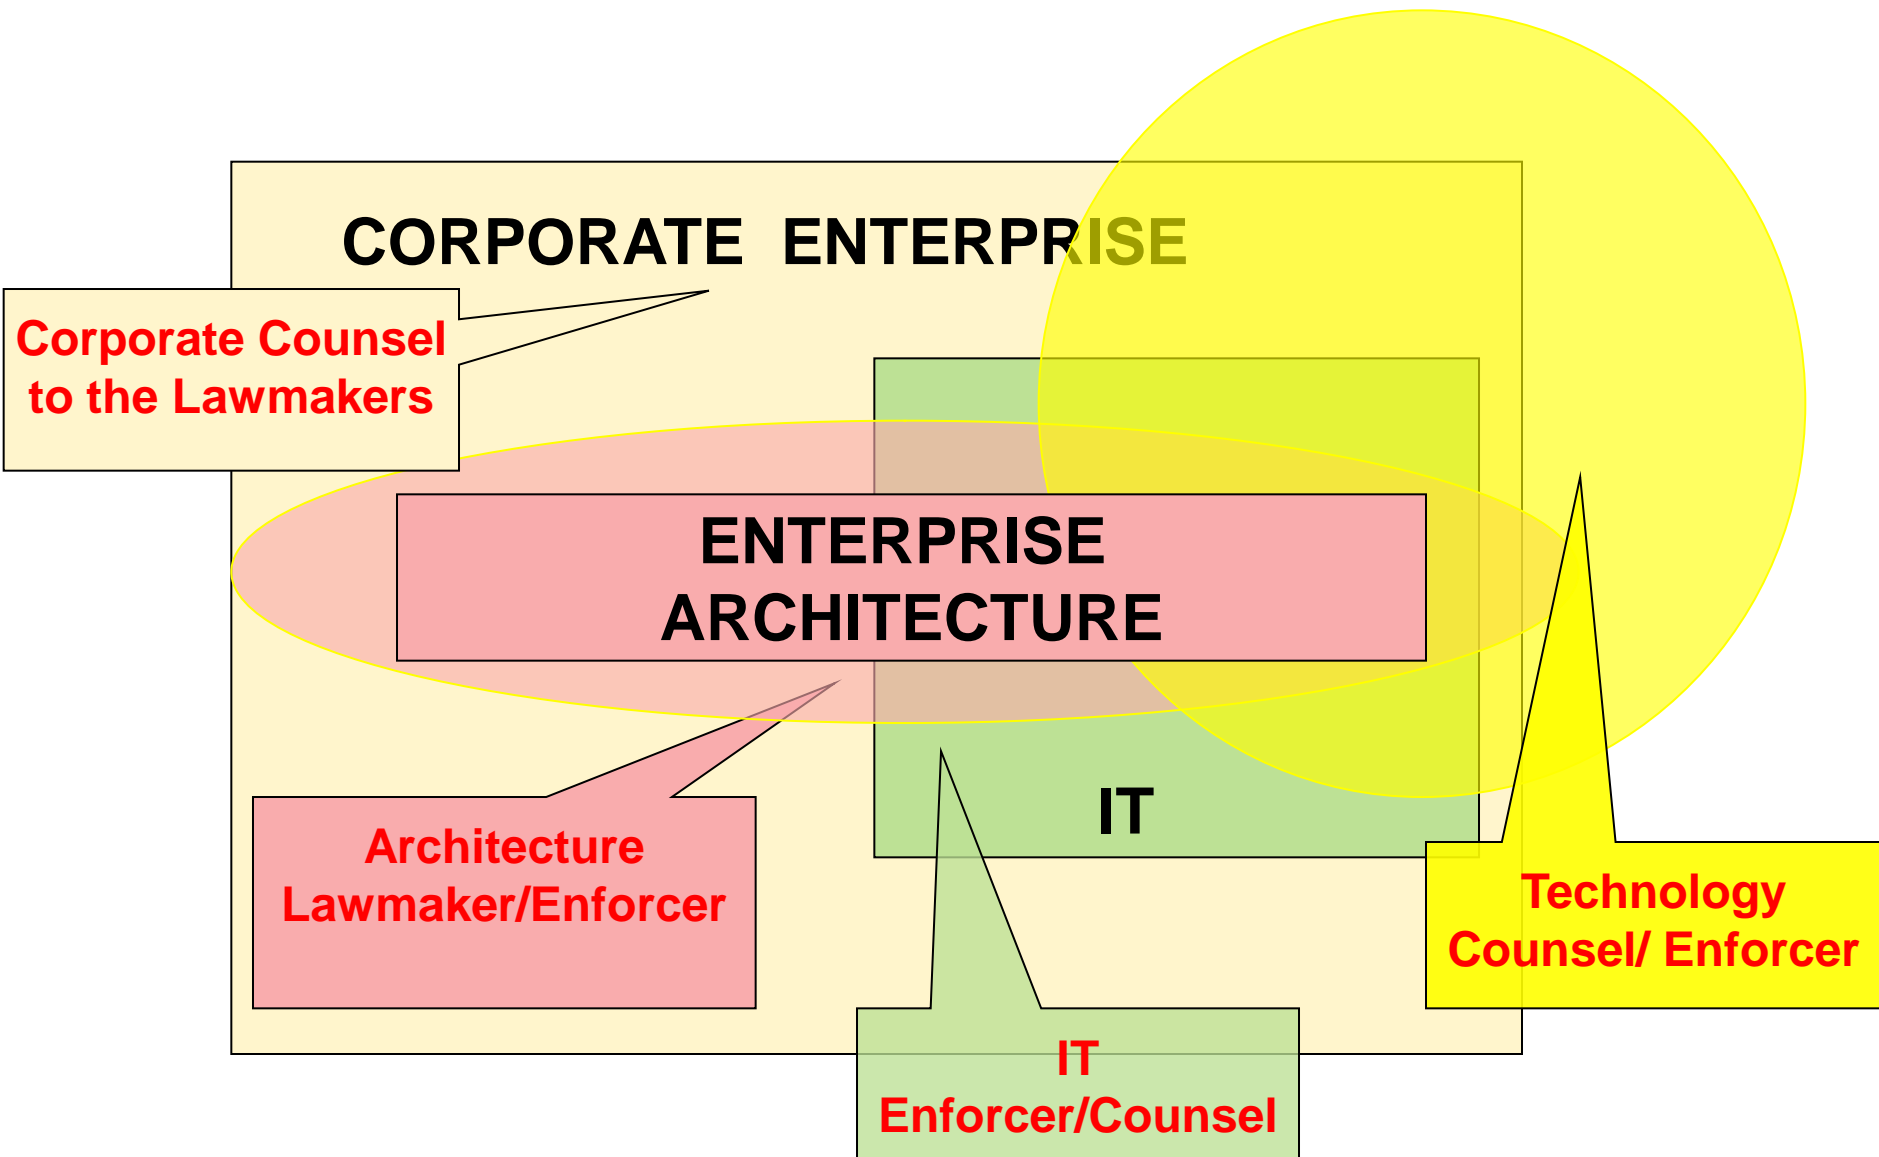 CORPORATE ENTERPRISE
Corporate Counsel
to the Lawmakers
ENTERPRISE
ARCHITECTURE
IT
Architecture
Lawmaker/Enforcer
Technology
Counsel/ Enforcer
IT
Enforcer/Counsel